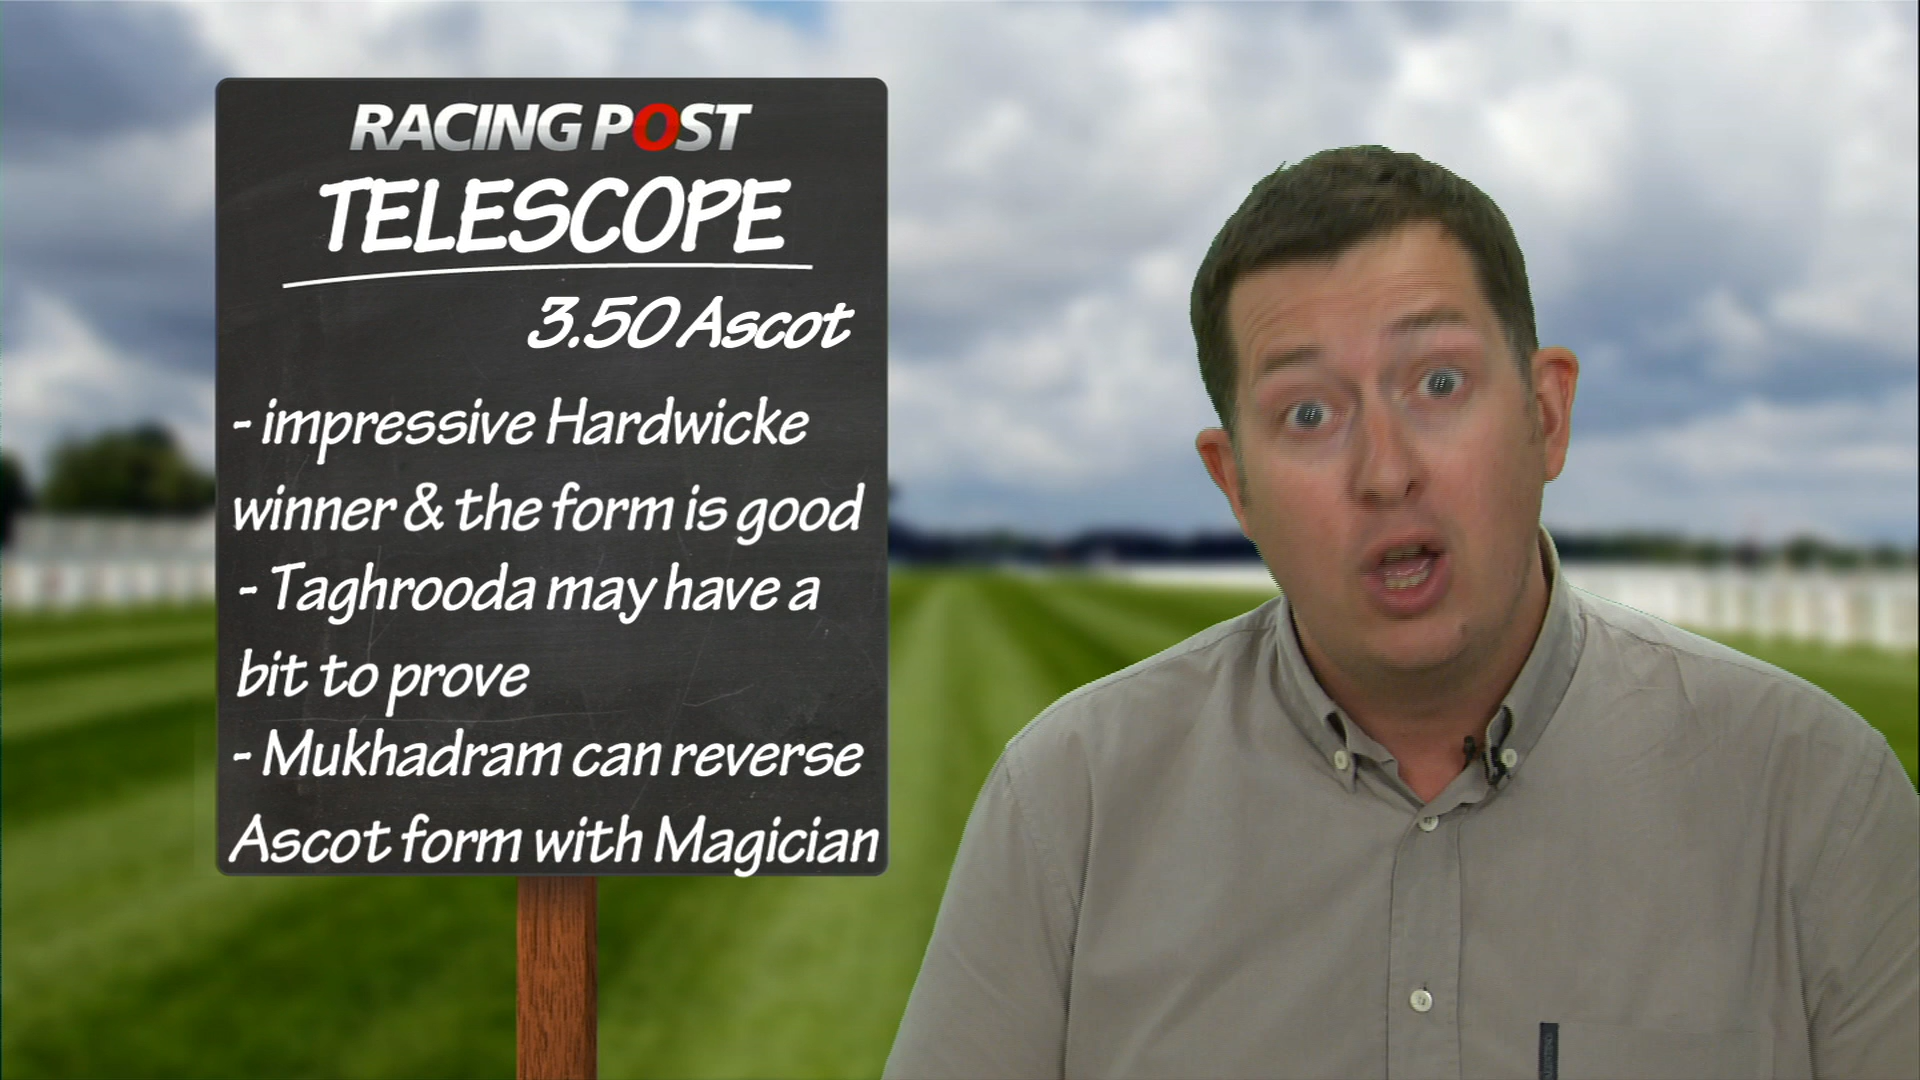 RACING POST
TELESCOPE
3.50 Ascot
- impressive Hardwicke
winner & the form is good
- Taghrooda may have a
bit to prove
- Mukhadram can reverse
Ascot form with Magician